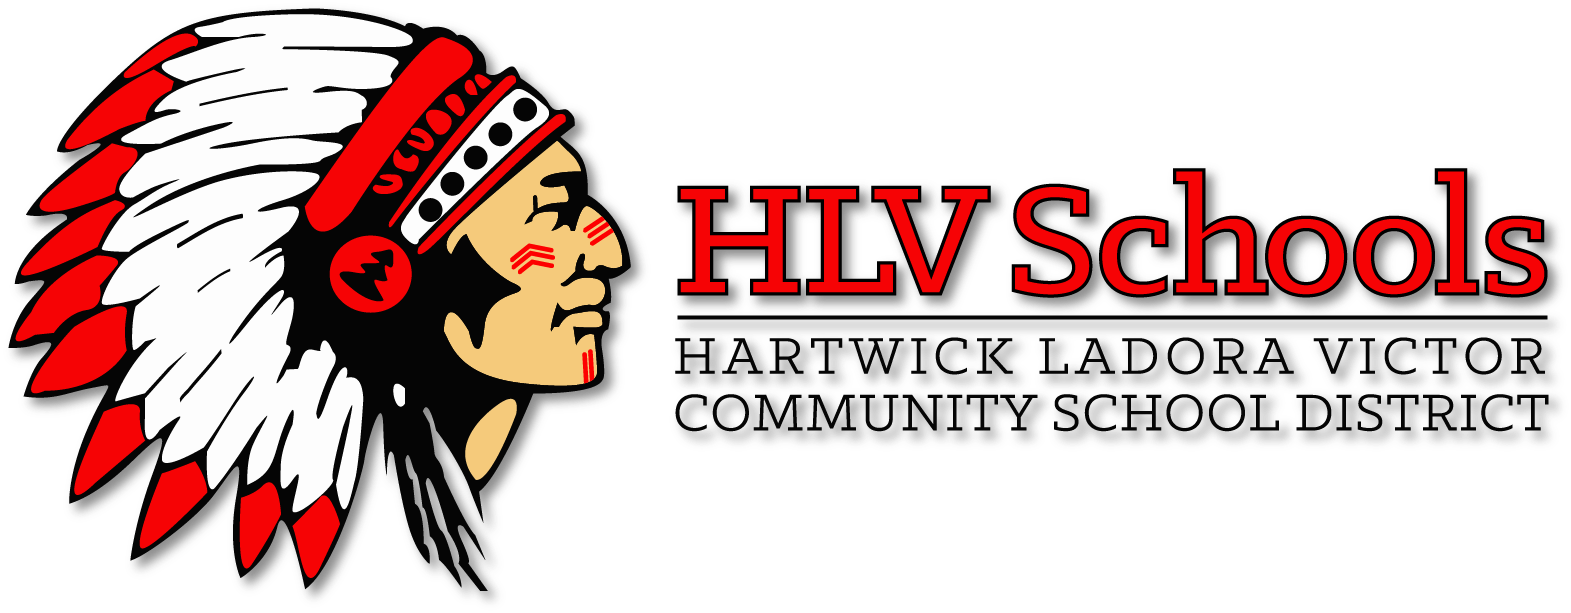 HLV Schools
HARTWICK LADORA VICTOR
COMMUNITY SCHOOL DISTRICT